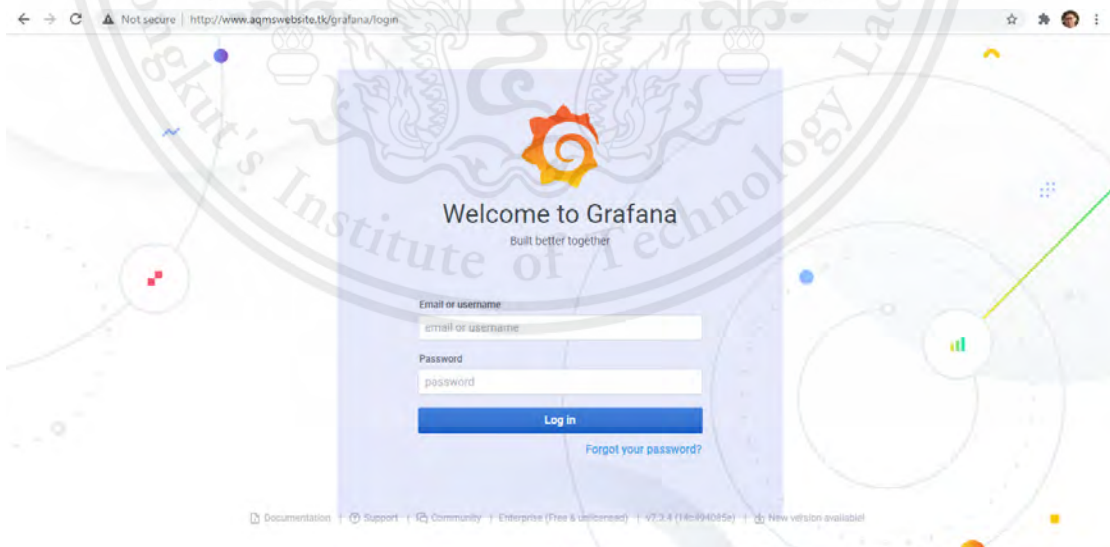 Not secure | http://www.aqmswebsite.tk/grafana/login
Welcome to Grafana
Built better together
Email or username
email or username
Password
password
Log in
Forgot your password?
Documentation | Support | Community | Enterprise (Free & unlicensed) | v7.3.4 | New version available!
Institute of Technology